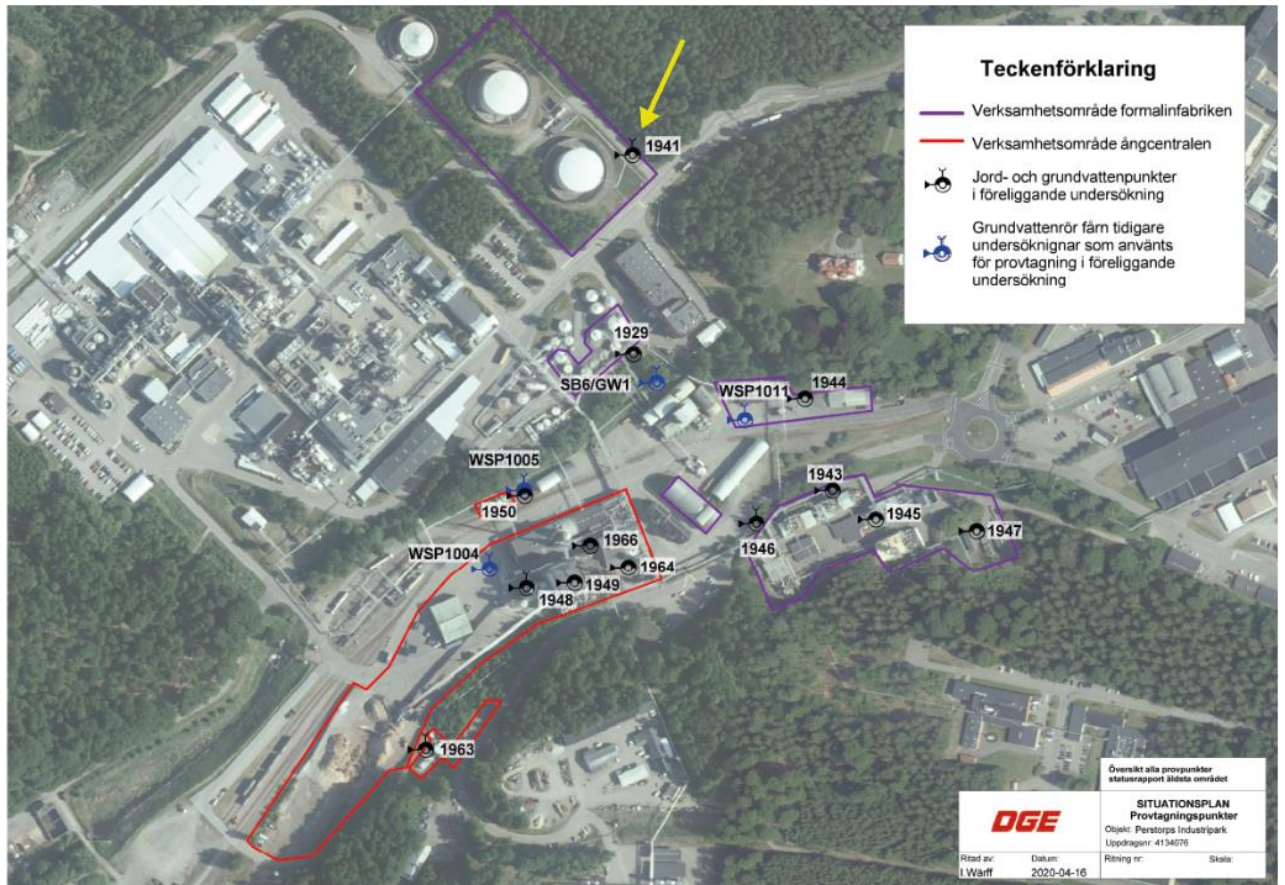 Teckenförklaring
Verksamhetsområde formalinfabriken
Verksamhetsområde ångcentralen
Jord- och grundvattenpunkter
i föreliggande undersökning
Grundvattenrör fårn tidigare
undersöknignar som använts
för provtagning i föreliggande
undersökning
1941
1929
SB6/GW1
WSP1011
1944
WSP1005
1950
1943
1945
1947
1946
WSP1004
1966
1964
1949
1948
1963
Översikt alla provpunkter
statusrapport äldsta området
DGE
SITUATIONSPLAN
Provtagningspunkter
Objekt: Perstorps Industripark
Uppdragsnr: 4134076
Ritad av: Datum: Ritning nr: Skala:
I.Wärff 2020-04-16